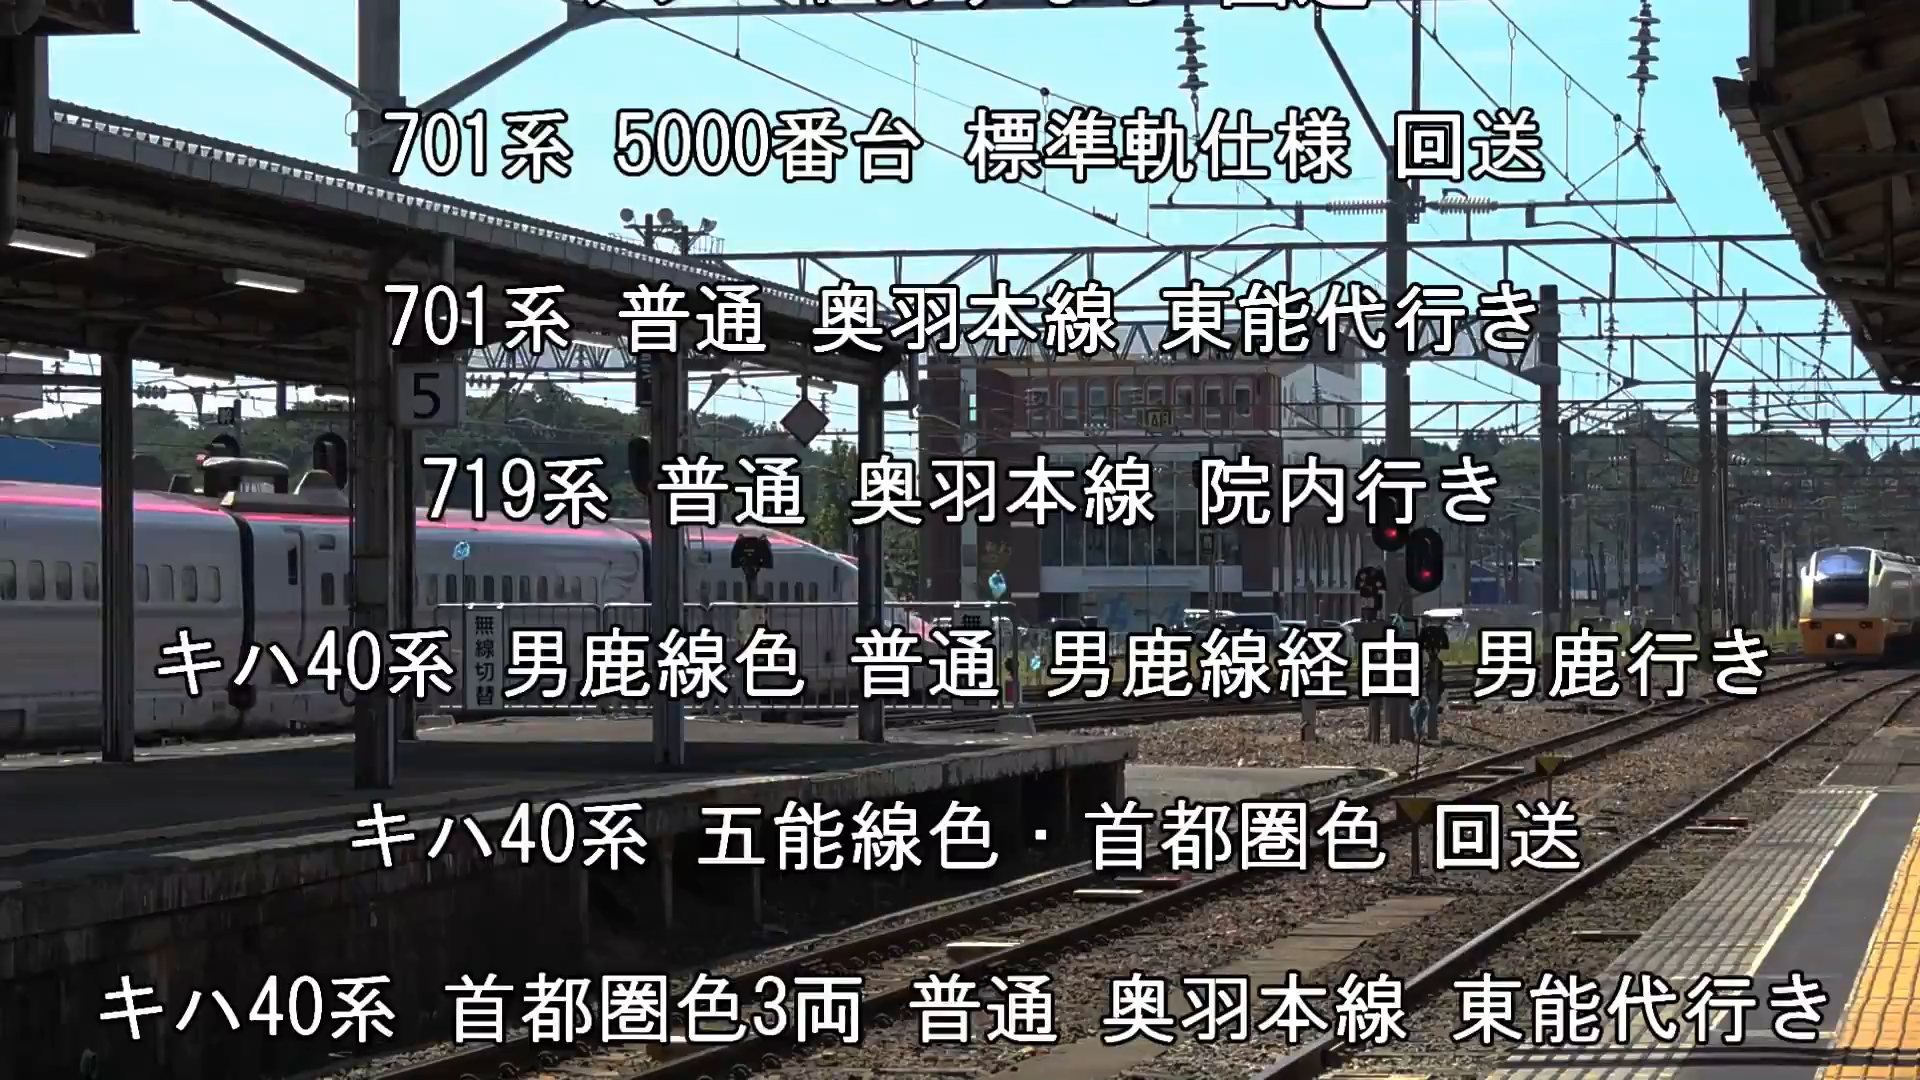 701系 5000番台 標準軌仕様 回送
701系 普通 奥羽本線 東能代行き
5
719系 普通 奥羽本線 院内行き
無線切替
キハ40系 男鹿線色 普通 男鹿線経由 男鹿行き
キハ40系 五能線色・首都圏色 回送
キハ40系 首都圏色3両 普通 奥羽本線 東能代行き